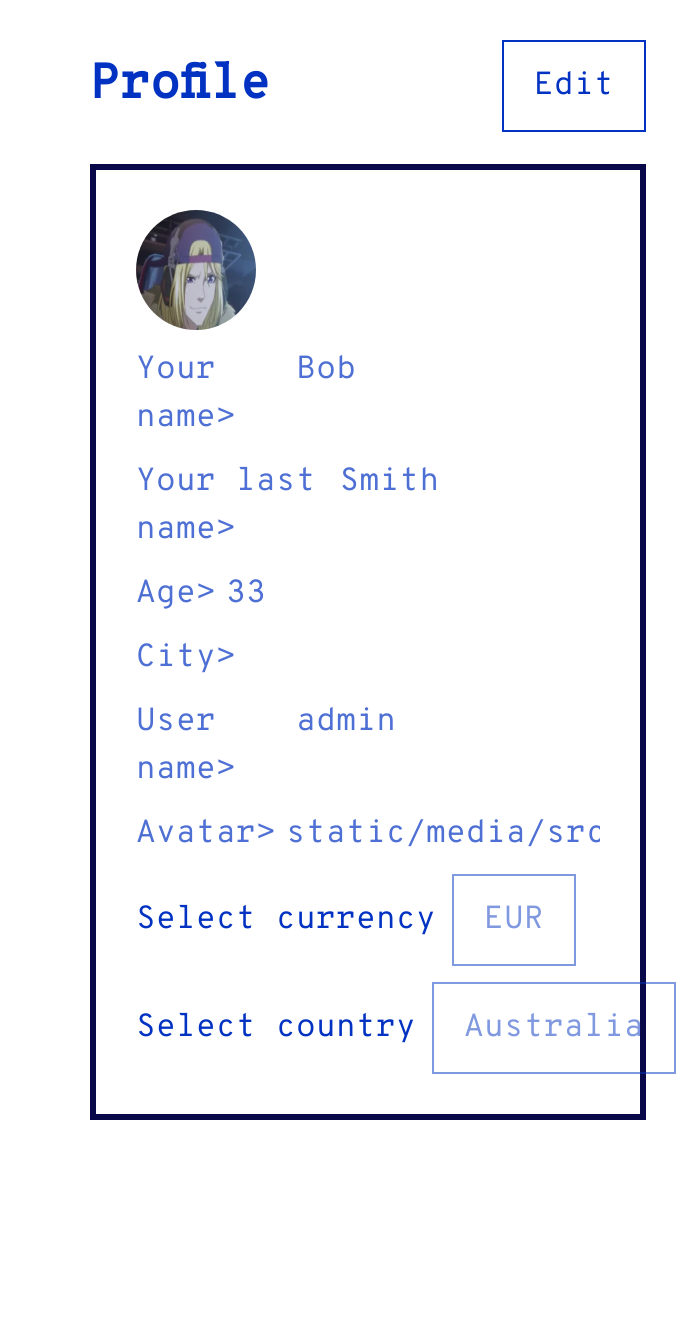 Profile
Edit
Your Bob
name>
Your last Smith
name>
Age> 33
City>
User admin
name>
Avatar> static/media/src
Select currency EUR
Select country Australia